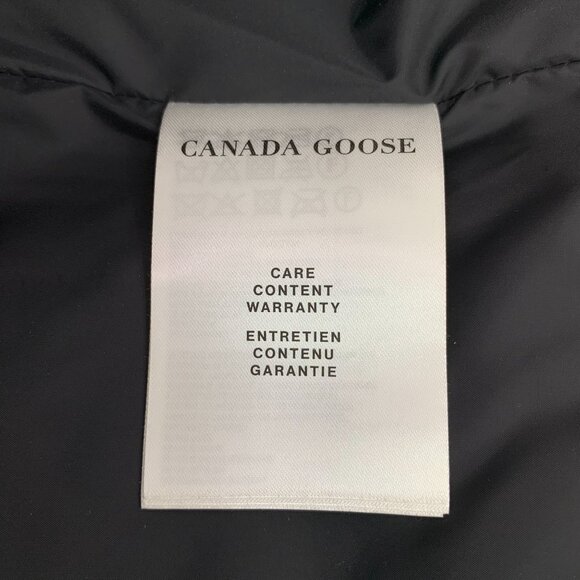 CANADA GOOSE
CARE
CONTENT
WARRANTY
ENTRETIEN
CONTENU
GARANTIE